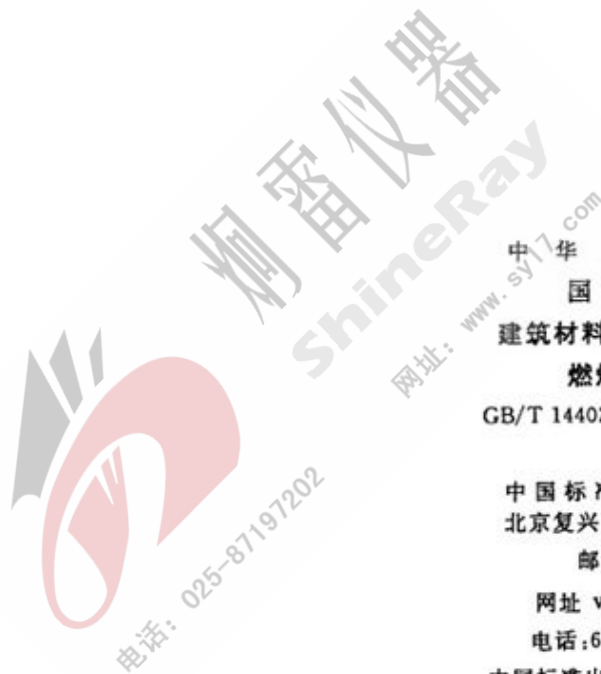 炯雷仪器
ShineRay
网址: www.sy17.com
电话: 025-87197202
中 华
国
建筑材料
燃
GB/T 1440
中国标
北京复兴
邮
网址
电话:6